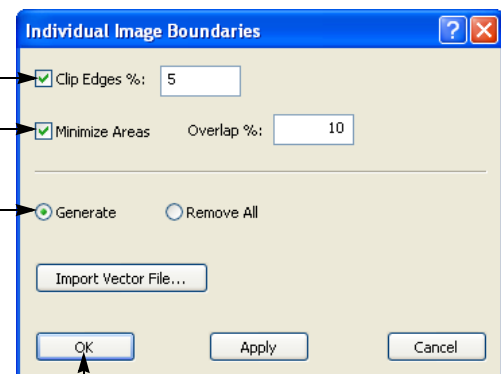 Individual Image Boundaries
Clip Edges %: 5
Minimize Areas Overlap %: 10
Generate Remove All
Import Vector File...
OK Apply Cancel